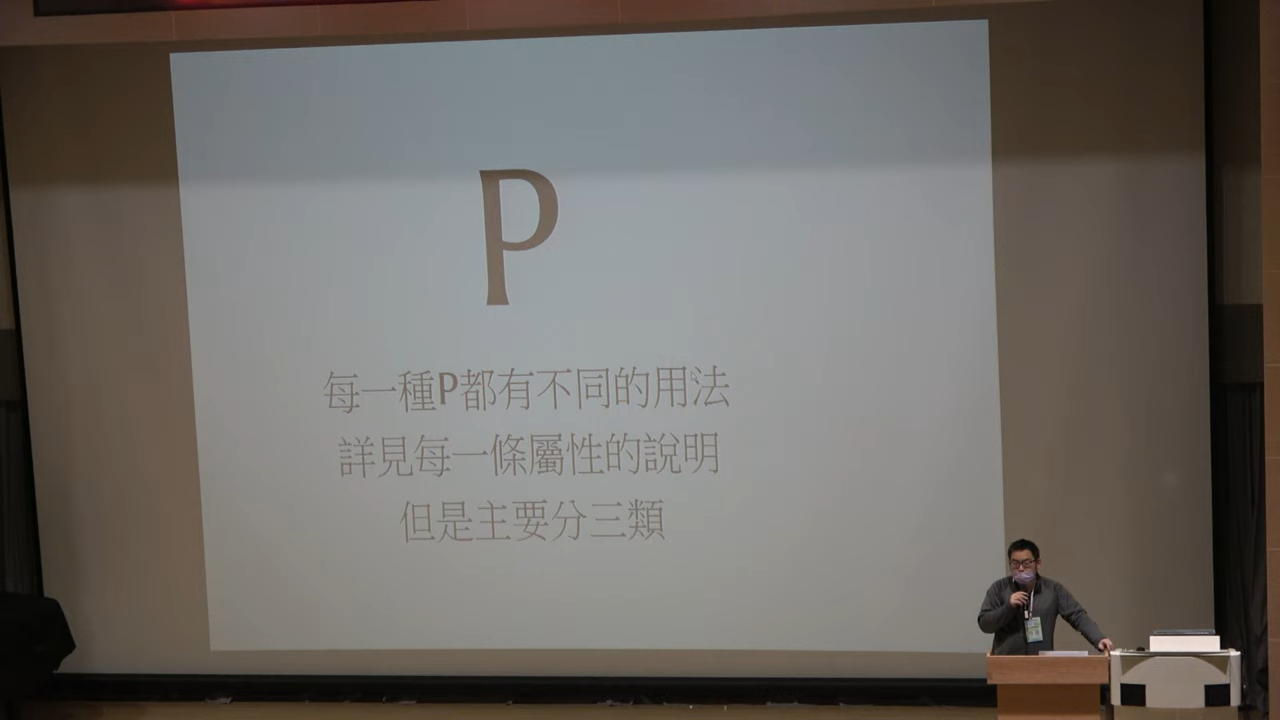 P
每一種P都有不同的用法
詳見每一條屬性的說明
但是主要分三類